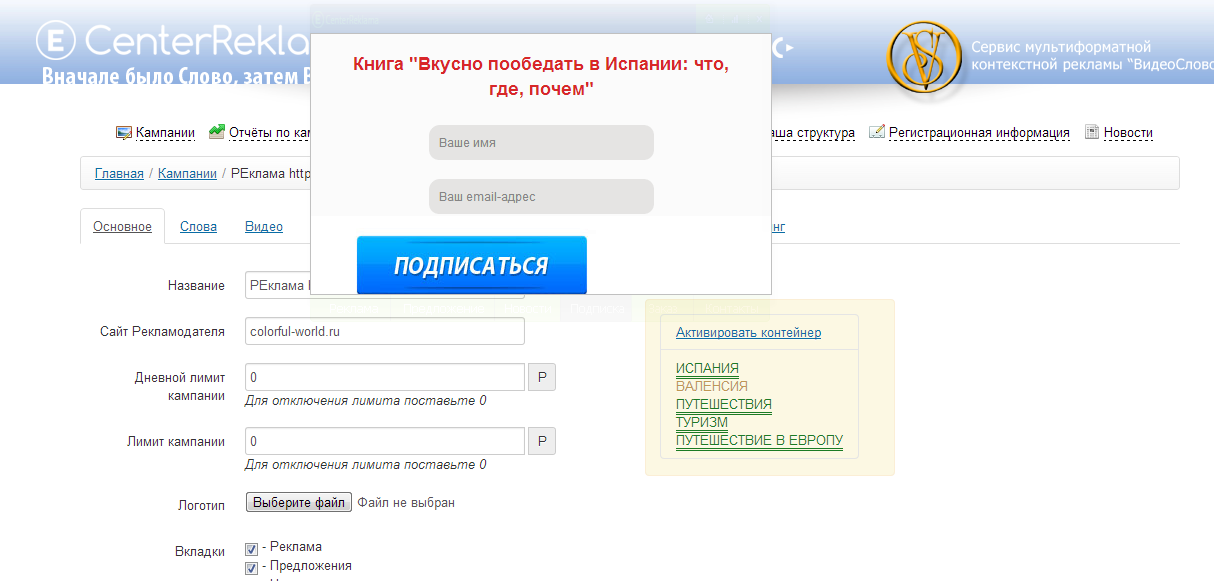 CenterRekla
Вначале было Слово, затем В
Сервис мультиформатной
контекстной рекламы "ВидеоСлово
Книга "Вкусно пообедать в Испании: что,
где, почем"
Ваше имя
Ваш email-адрес
ПОДПИСАТЬСЯ
Подписка
Кампании
Отчёты по кам
аша структура
Регистрационная информация
Новости
Главная / Кампании / РЕклама http
Основное
Слова
Видео
нг
Название
РЕклама
Сайт Рекламодателя
colorful-world.ru
Дневной лимит
кампании
0
Р
Для отключения лимита поставьте 0
Лимит кампании
0
Р
Для отключения лимита поставьте 0
Логотип
Выберите файл Файл не выбран
Вкладки
- Реклама
- Предложения
Активировать контейнер
ИСПАНИЯ
ВАЛЕНСИЯ
ПУТЕШЕСТВИЯ
ТУРИЗМ
ПУТЕШЕСТВИЕ В ЕВРОПУ